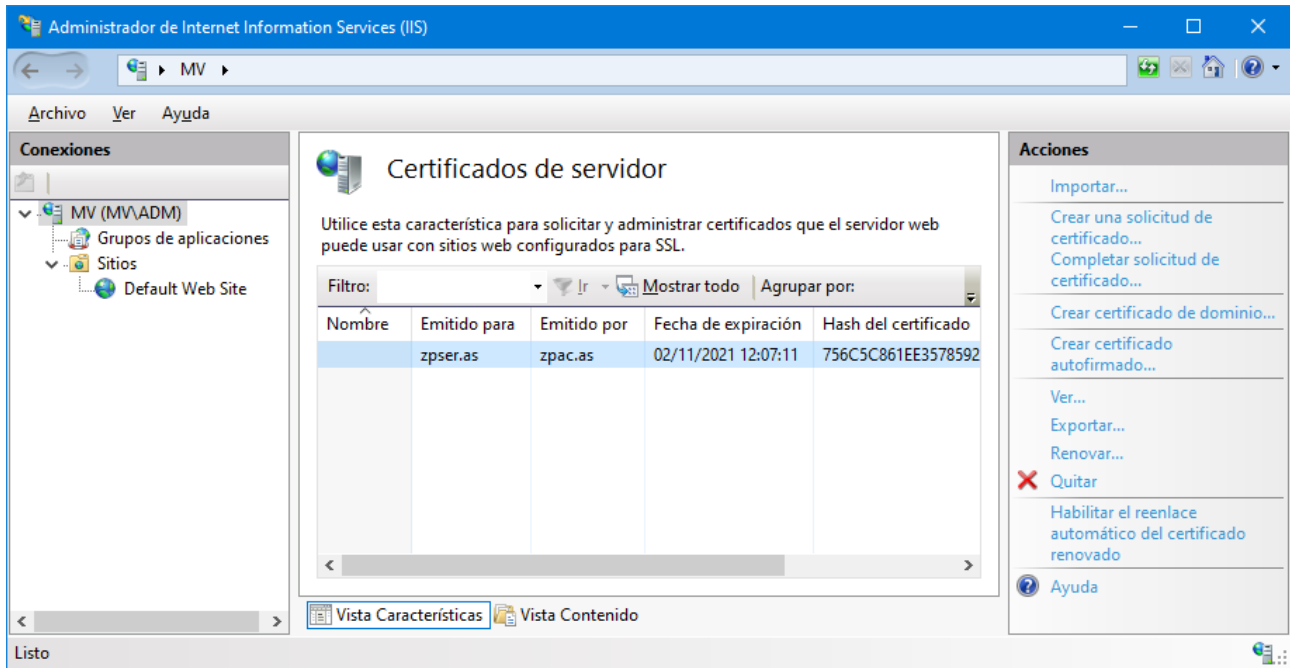 Administrador de Internet Information Services (IIS)
MV
Archivo Ver Ayuda
Conexiones
MV (MV\ADM)
Grupos de aplicaciones
Sitios
Default Web Site
Certificados de servidor
Utilice esta característica para solicitar y administrar certificados que el servidor web
puede usar con sitios web configurados para SSL.
Filtro: Ir Mostrar todo Agrupar por:
Nombre Emitido para Emitido por Fecha de expiración Hash del certificado
zpser.as zpac.as 02/11/2021 12:07:11 756C5C861EE3578592
Vista Características Vista Contenido
Acciones
Importar...
Crear una solicitud de
certificado...
Completar solicitud de
certificado...
Crear certificado de dominio...
Crear certificado
autofirmado...
Ver...
Exportar...
Renovar...
Quitar
Habilitar el reenlace
automático del certificado
renovado
Ayuda
Listo